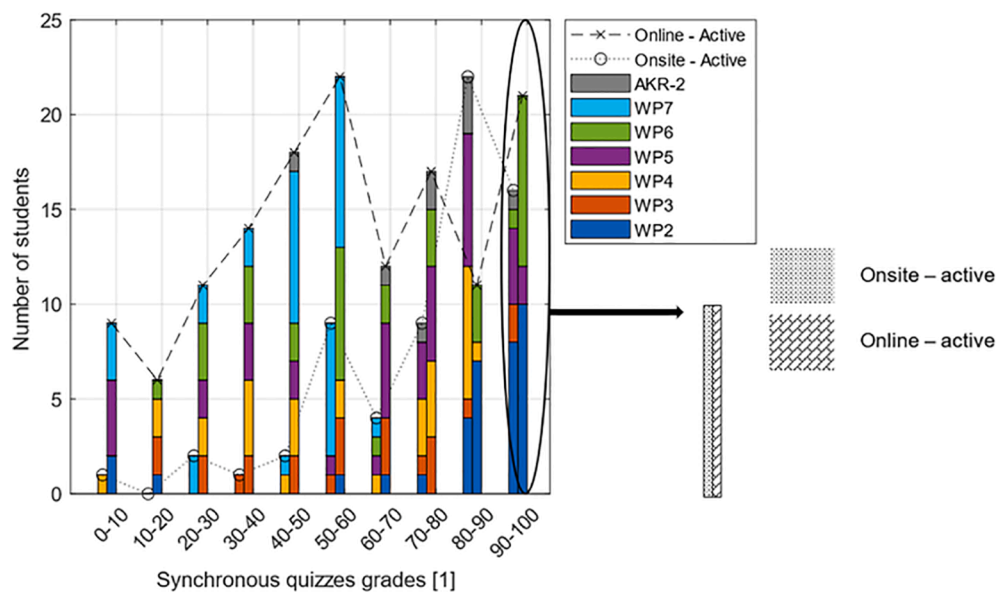 25
20
15
10
5
0
Number of students
0-10
10-20
20-30
30-40
40-50
50-60
60-70
70-80
80-90
90-100
Synchronous quizzes grades [1]
Online - Active
Onsite - Active
AKR-2
WP7
WP6
WP5
WP4
WP3
WP2
Onsite – active
Online – active